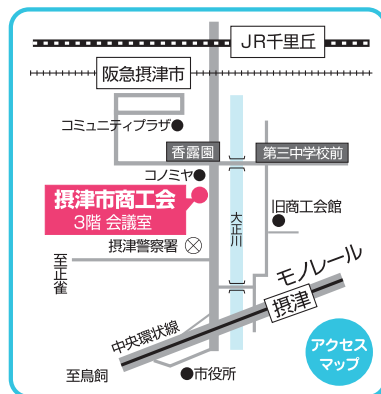 JR千里丘
阪急摂津市
コミュニティプラザ
香露園
第三中学校前
コノミヤ
摂津市商工会
3階 会議室
旧商工会館
大正川
摂津警察署
至正雀
モノレール
摂津
中央環状線
アクセス
マップ
至鳥飼
市役所